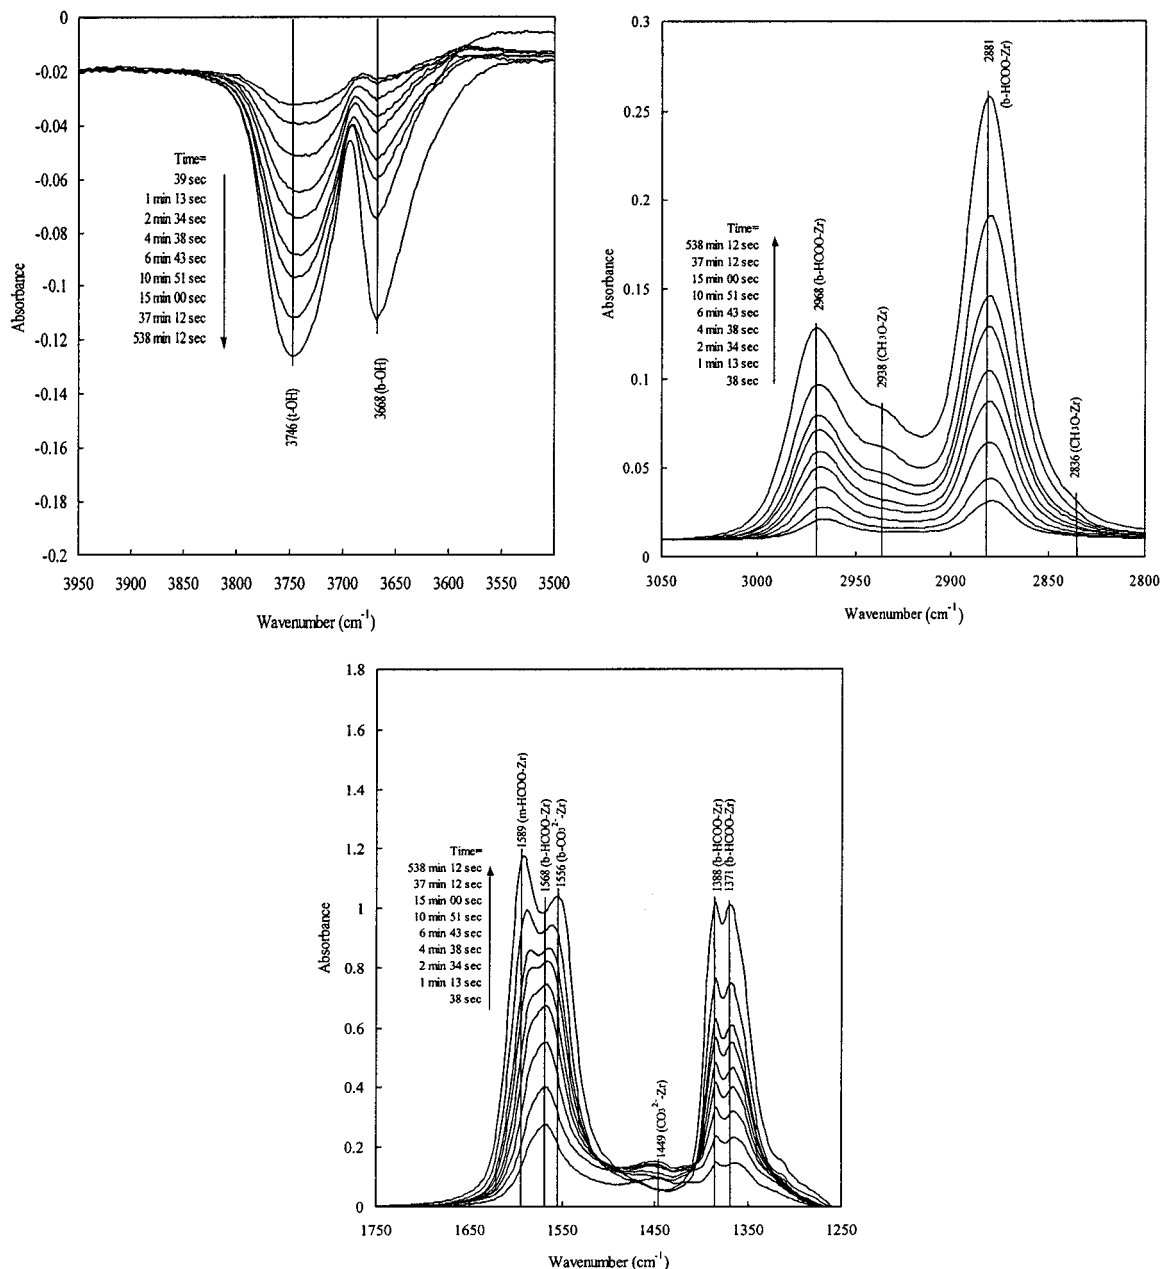 0
-0.02
-0.04
-0.06
-0.08
-0.1
-0.12
-0.14
-0.16
-0.18
-0.2
Absorbance
Time=
39 sec
1 min 13 sec
2 min 34 sec
4 min 38 sec
6 min 43 sec
10 min 51 sec
15 min 00 sec
37 min 12 sec
538 min 12 sec
3746 (t-OH)
3668 (b-OH)
3950 3900 3850 3800 3750 3700 3650 3600 3550 3500
Wavenumber (cm⁻¹)
0.3
0.25
0.2
0.15
0.1
0.05
0
Absorbance
Time=
538 min 12 sec
37 min 12 sec
15 min 00 sec
10 min 51 sec
6 min 43 sec
4 min 38 sec
2 min 34 sec
1 min 13 sec
38 sec
2968 (b-HCOO-Zr)
2938 (CH3O-Zr)
2881
(b-HCOO-Zr)
2836 (CH3O-Zr)
3050 3000 2950 2900 2850 2800
Wavenumber (cm⁻¹)
1.8
1.6
1.4
1.2
1
0.8
0.6
0.4
0.2
0
Absorbance
Time=
538 min 12 sec
37 min 12 sec
15 min 00 sec
10 min 51 sec
6 min 43 sec
4 min 38 sec
2 min 34 sec
1 min 13 sec
38 sec
1589 (m-HCOO-Zr)
1568 (b-HCOO-Zr)
1556 (b-CO3²⁻-Zr)
1449 (CO3²⁻-Zr)
1388 (b-HCOO-Zr)
1371 (b-HCOO-Zr)
1750 1650 1550 1450 1350 1250
Wavenumber (cm⁻¹)